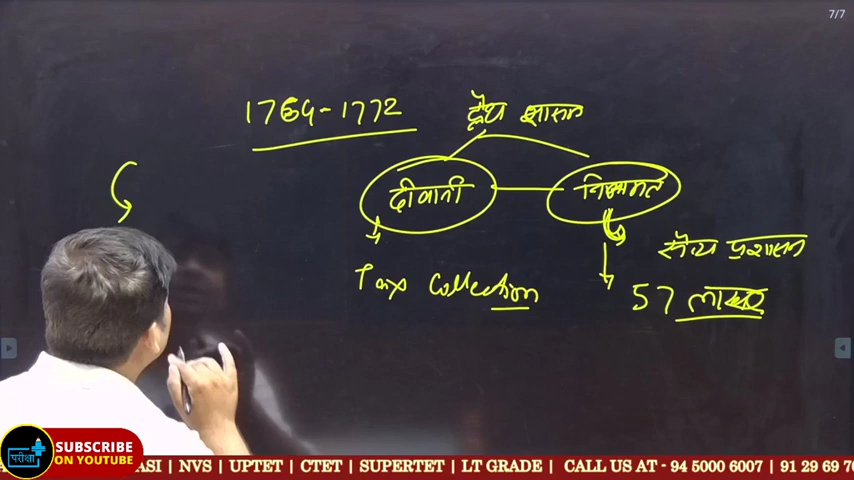 7/7
1764-1772 द्वैध शासन
दीवानी निजामत
सैन्य प्रशासन
Tax Collection
57 लाख
परीक्षा
SUBSCRIBE
ON YOUTUBE
ASI | NVS | UPTET | CTET | SUPERTET | LT GRADE | CALL US AT - 94 5000 6007 | 91 29 69 70